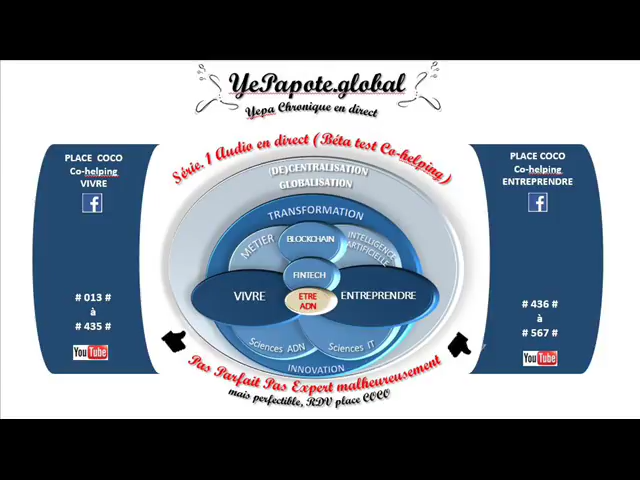 YePapote.global
Yepa Chronique en direct
Série.1 Audio en direct (Béta test Co-helping)
PLACE COCO
Co-helping
VIVRE
f
# 013 #
à
# 435 #
YouTube
(DE)CENTRALISATION
GLOBALISATION
TRANSFORMATION
METIER
BLOCKCHAIN
INTELLIGENCE
ARTIFICIELLE
FINTECH
VIVRE
ETRE
ADN
ENTREPRENDRE
Sciences ADN
Sciences IT
INNOVATION
PLACE COCO
Co-helping
ENTREPRENDRE
f
# 436 #
à
# 567 #
YouTube
Pas Parfait Pas Expert malheureusement
mais perfectible, RDV place COCO